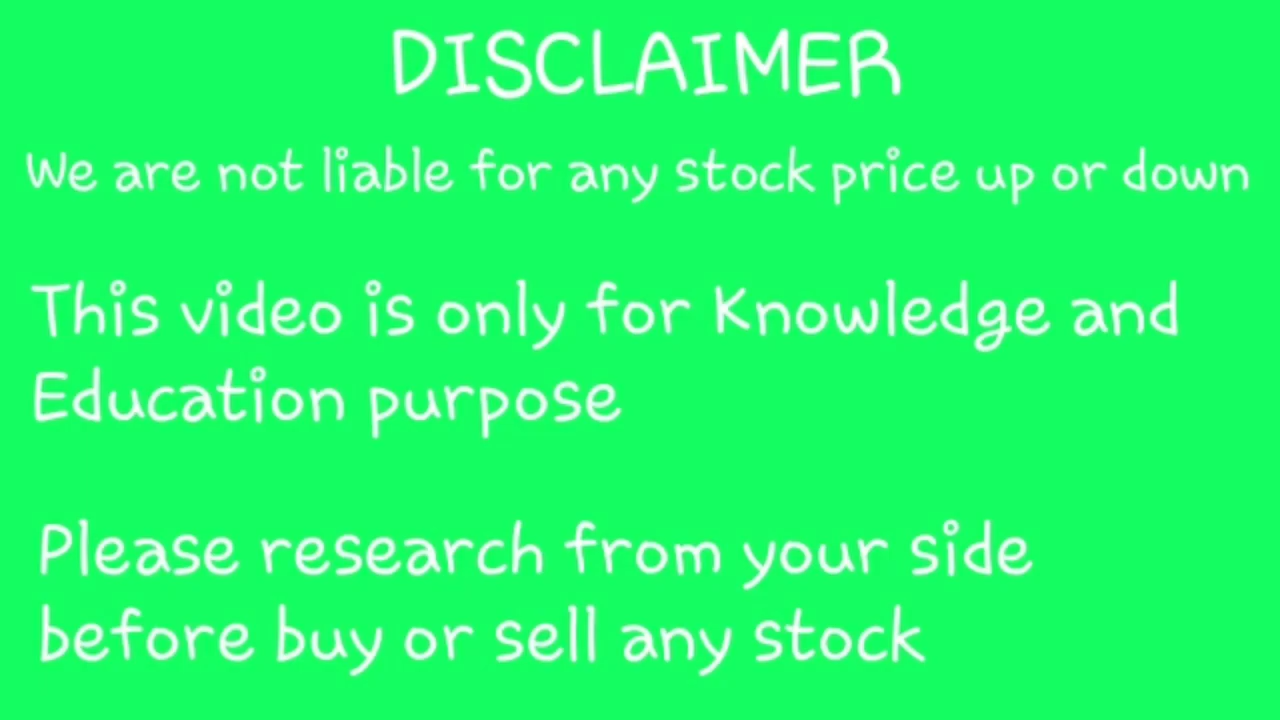 DISCLAIMER
We are not liable for any stock price up or down
This video is only for Knowledge and
Education purpose
Please research from your side
before buy or sell any stock